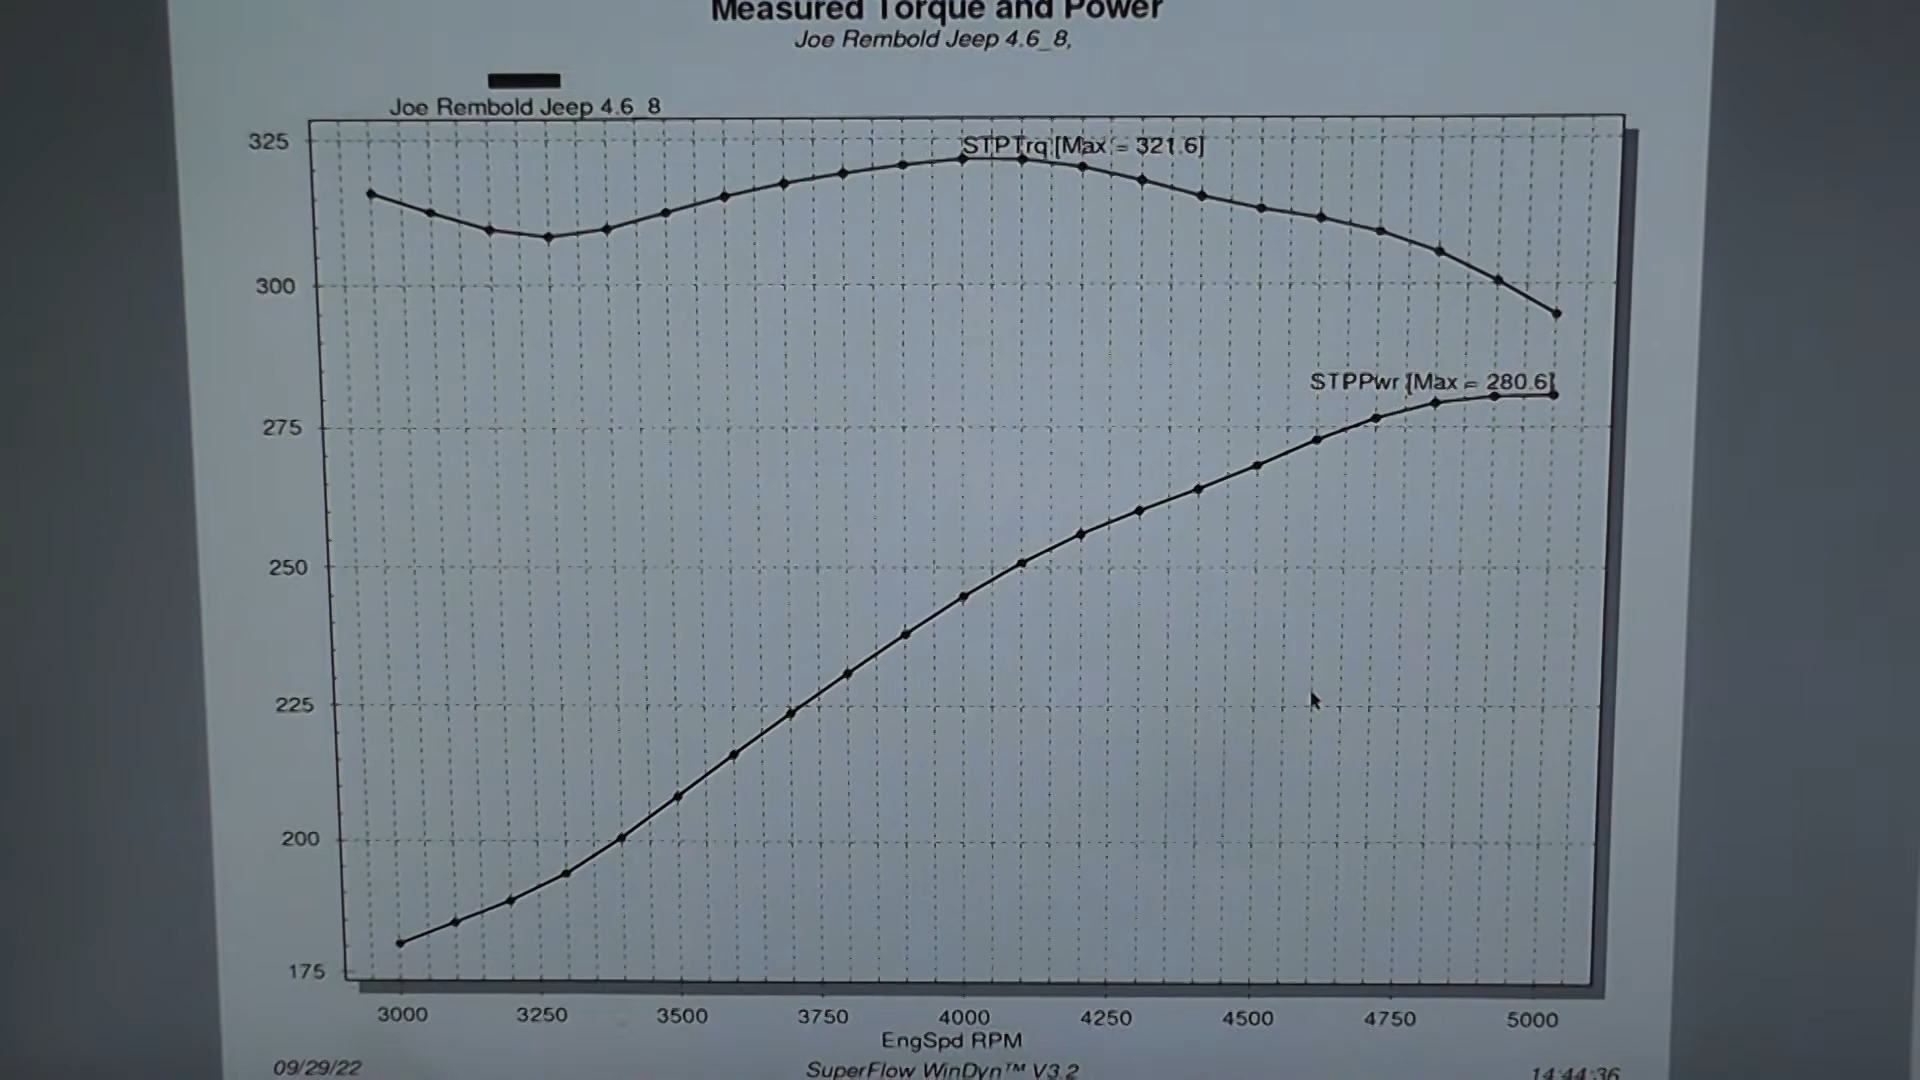 Measured Torque and Power
Joe Rembold Jeep 4.6_8,
Joe Rembold Jeep 4.6_8
STPTrq [Max = 321.6]
STPPwr [Max = 280.6]
325
300
275
250
225
200
175
3000 3250 3500 3750 4000 4250 4500 4750 5000
EngSpd RPM
09/29/22 SuperFlow WinDyn™ V3.2 14:44:36